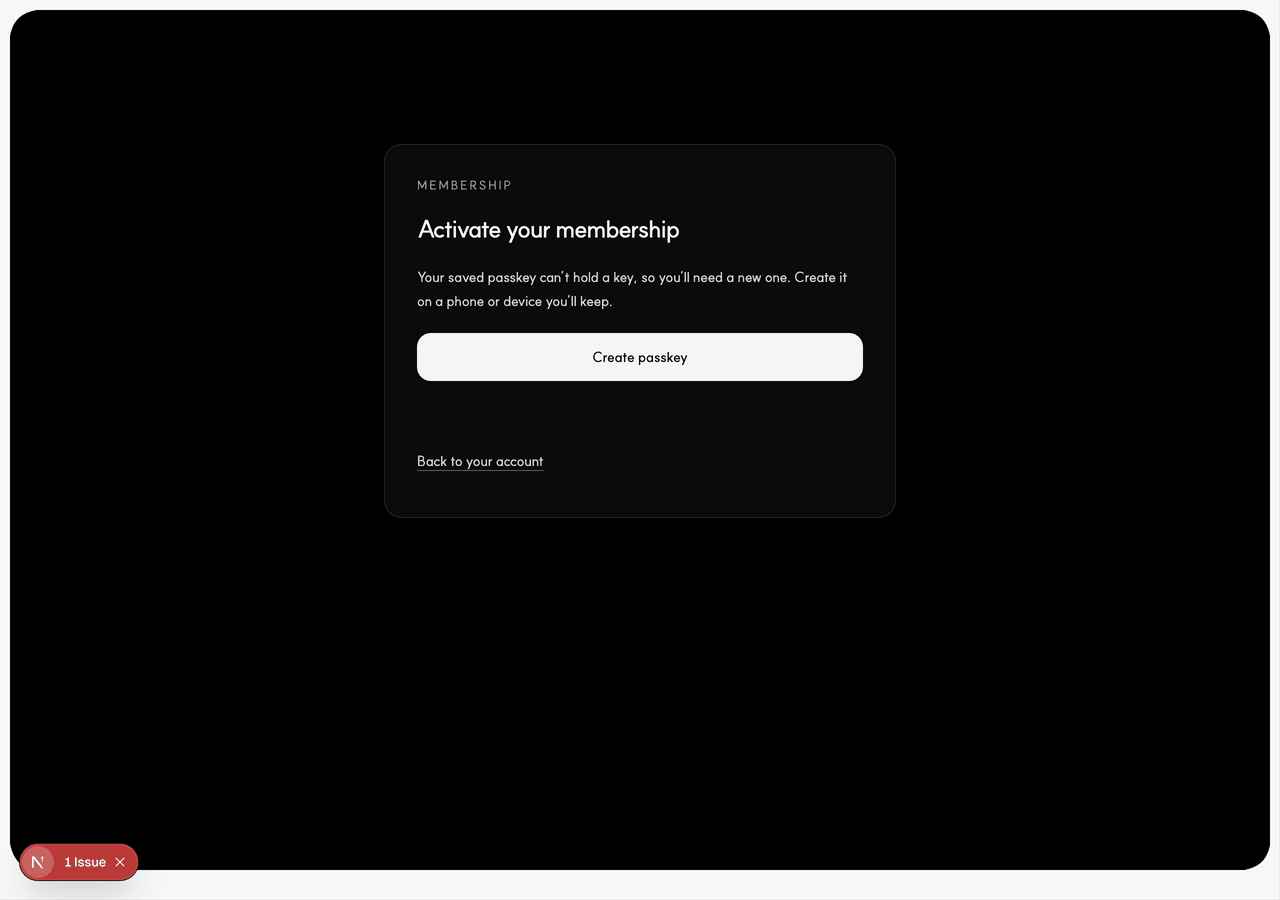 MEMBERSHIP
Activate your membership
Your saved passkey can't hold a key, so you'll need a new one. Create it
on a phone or device you'll keep.
Create passkey
Back to your account
N 1 Issue